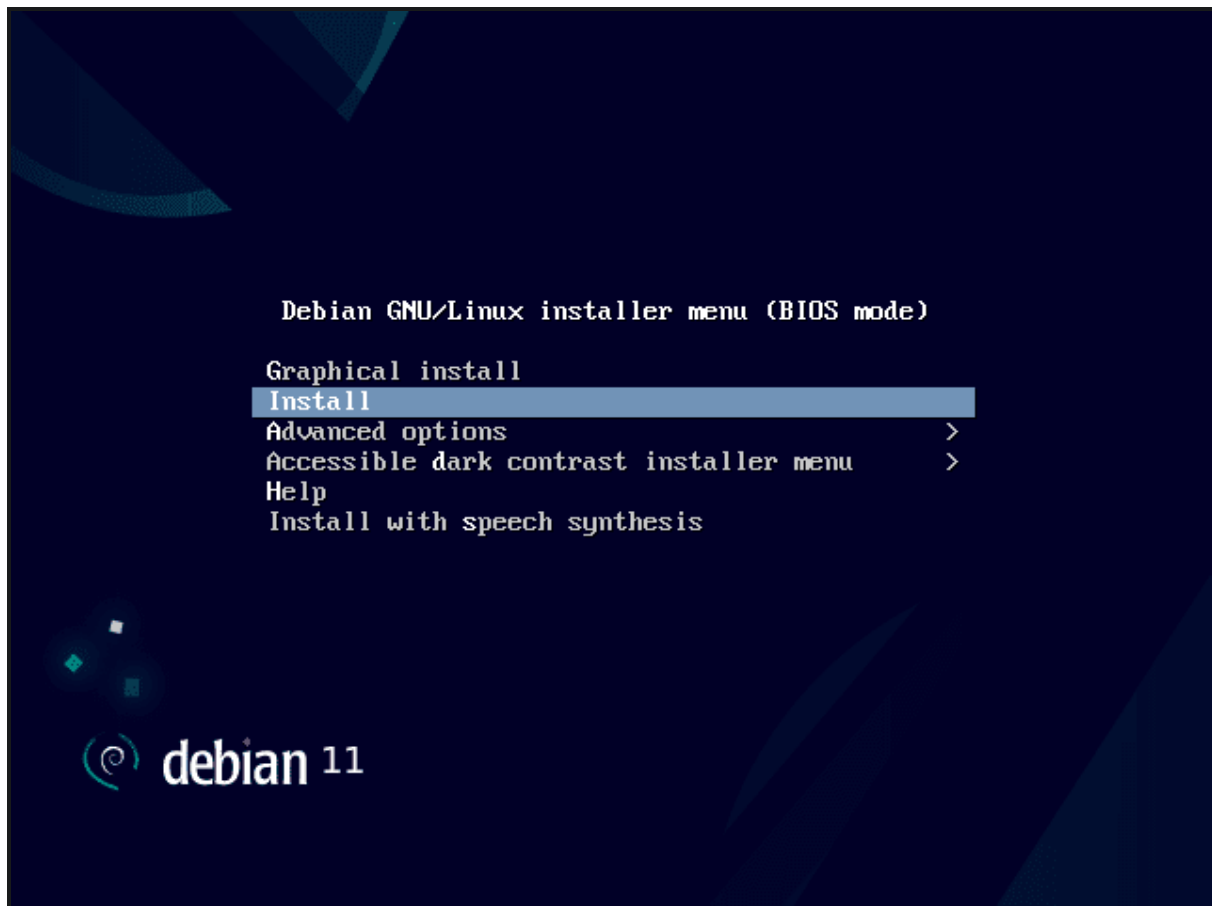 Debian GNU/Linux installer menu (BIOS mode)
Graphical install
Install
Advanced options >
Accessible dark contrast installer menu >
Help
Install with speech synthesis
debian 11